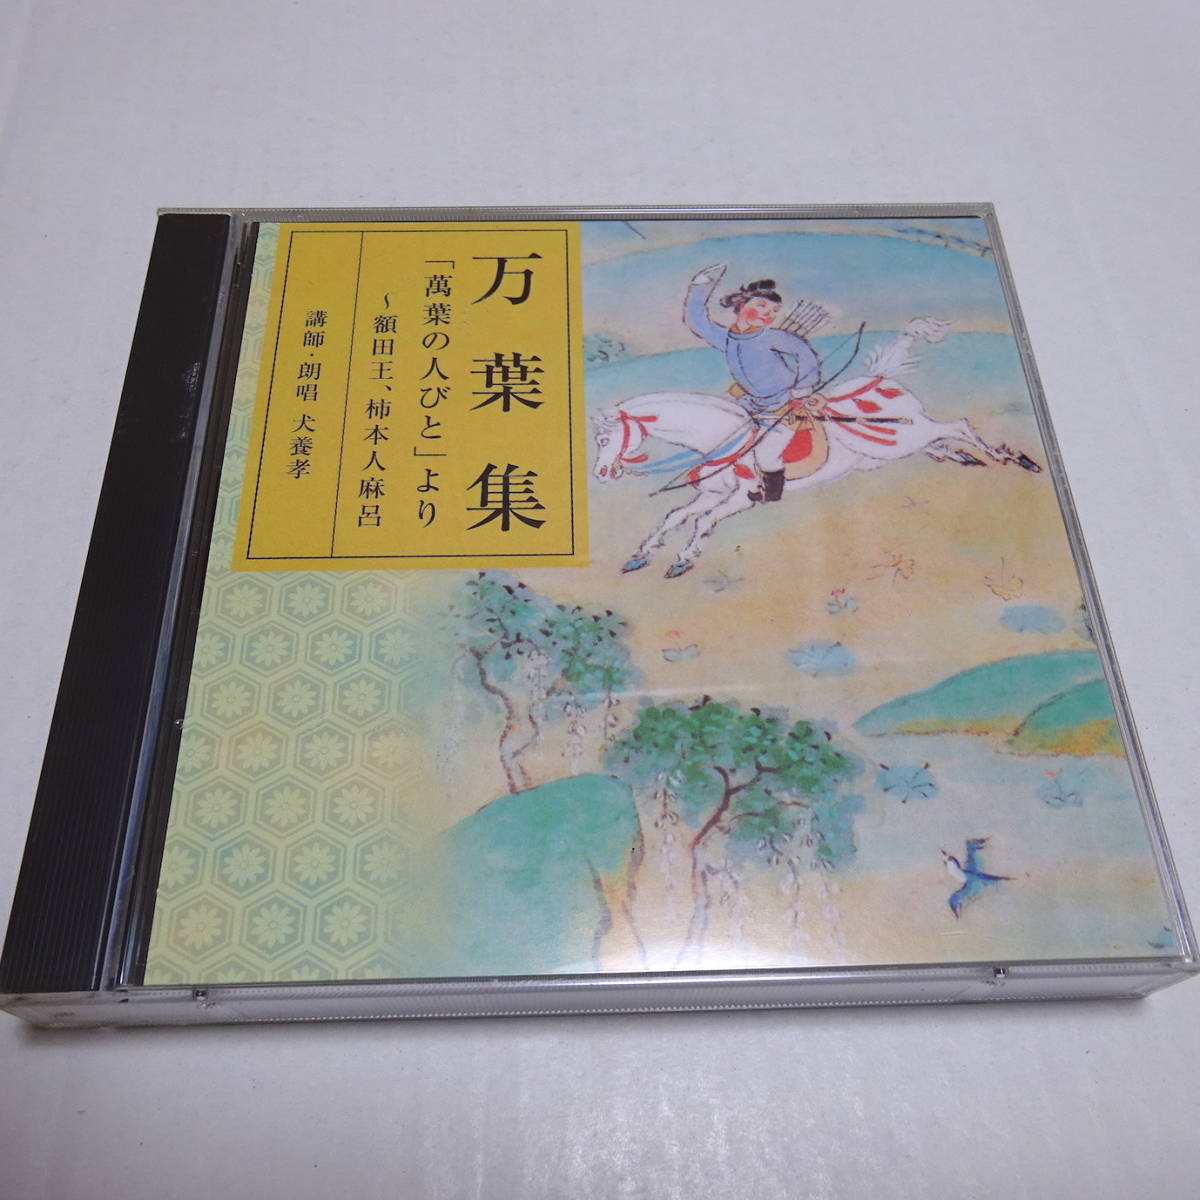 万葉集
「萬葉の人びと」より
~額田王、柿本人麻呂
講師・朗唱 犬養孝